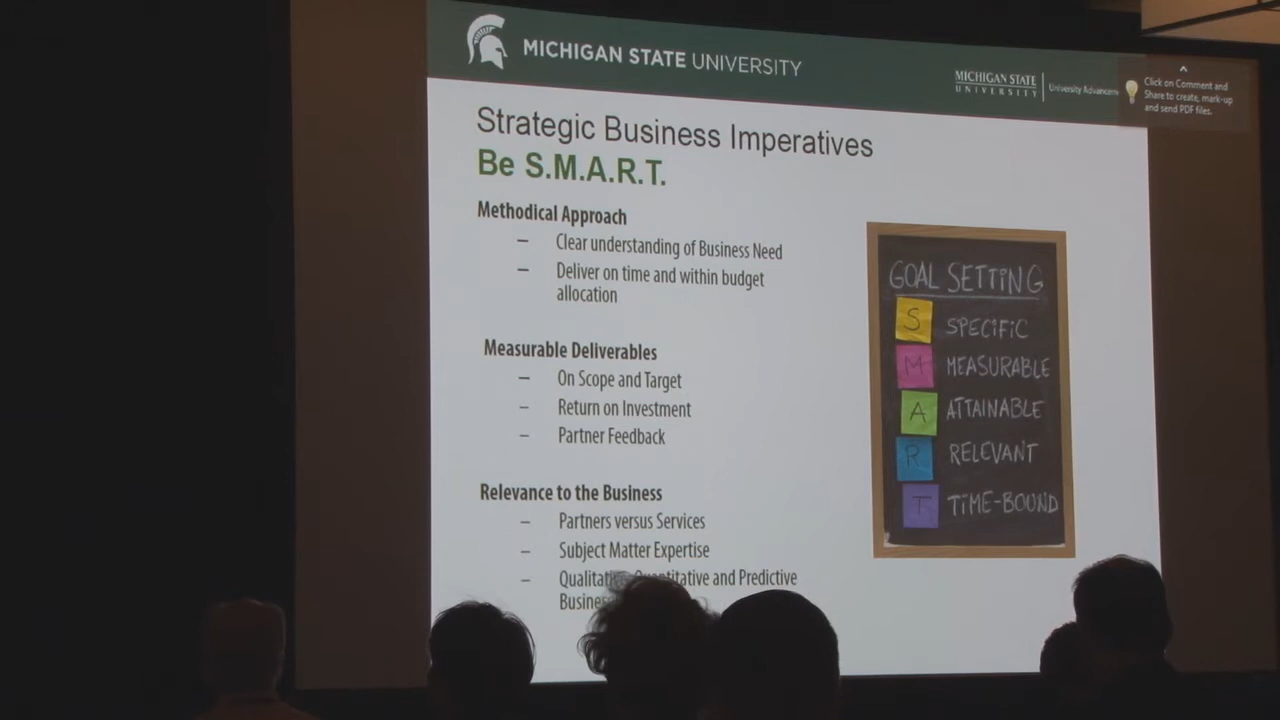 MICHIGAN STATE UNIVERSITY
MICHIGAN STATE
UNIVERSITY
University Advancem
Click on Comment and
Share to create, mark-up
and send PDF files.
Strategic Business Imperatives
Be S.M.A.R.T.
Methodical Approach
– Clear understanding of Business Need
– Deliver on time and within budget
allocation
Measurable Deliverables
– On Scope and Target
– Return on Investment
– Partner Feedback
Relevance to the Business
– Partners versus Services
– Subject Matter Expertise
– and Predictive
GOAL SETTING
S SPECIFIC
M MEASURABLE
A ATTAINABLE
R RELEVANT
T TIME-BOUND